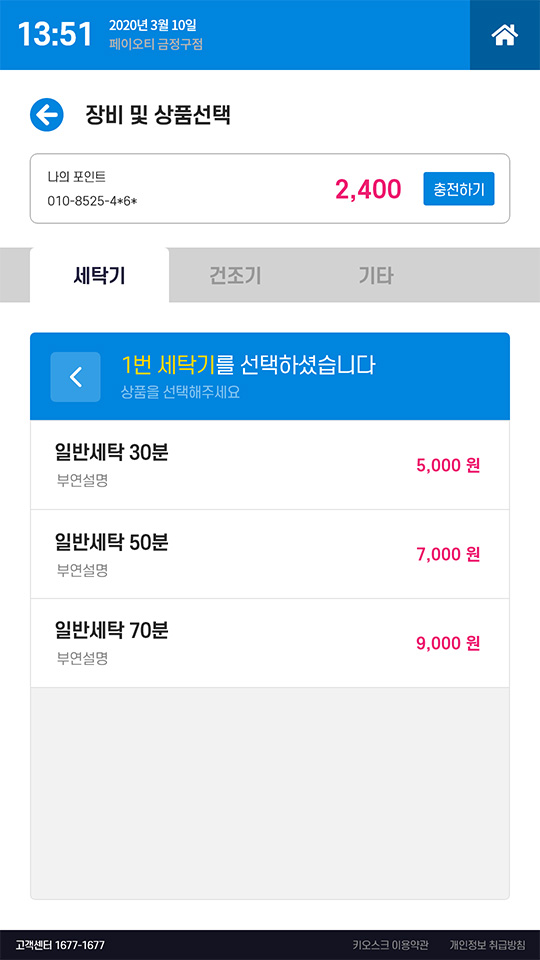 13:51
2020년 3월 10일
페이오티 금정구점
장비 및 상품선택
나의 포인트
010-8525-4*6*
2,400
충전하기
세탁기
건조기
기타
1번 세탁기를 선택하셨습니다
상품을 선택해주세요
일반세탁 30분
부연설명
5,000 원
일반세탁 50분
부연설명
7,000 원
일반세탁 70분
부연설명
9,000 원
고객센터 1677-1677
키오스크 이용약관
개인정보 취급방침